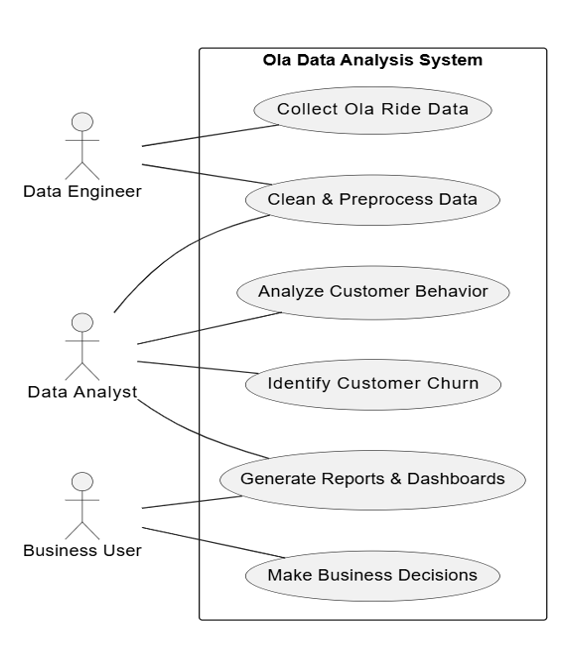 Ola Data Analysis System
Collect Ola Ride Data
Data Engineer
Clean & Preprocess Data
Analyze Customer Behavior
Identify Customer Churn
Data Analyst
Generate Reports & Dashboards
Business User
Make Business Decisions